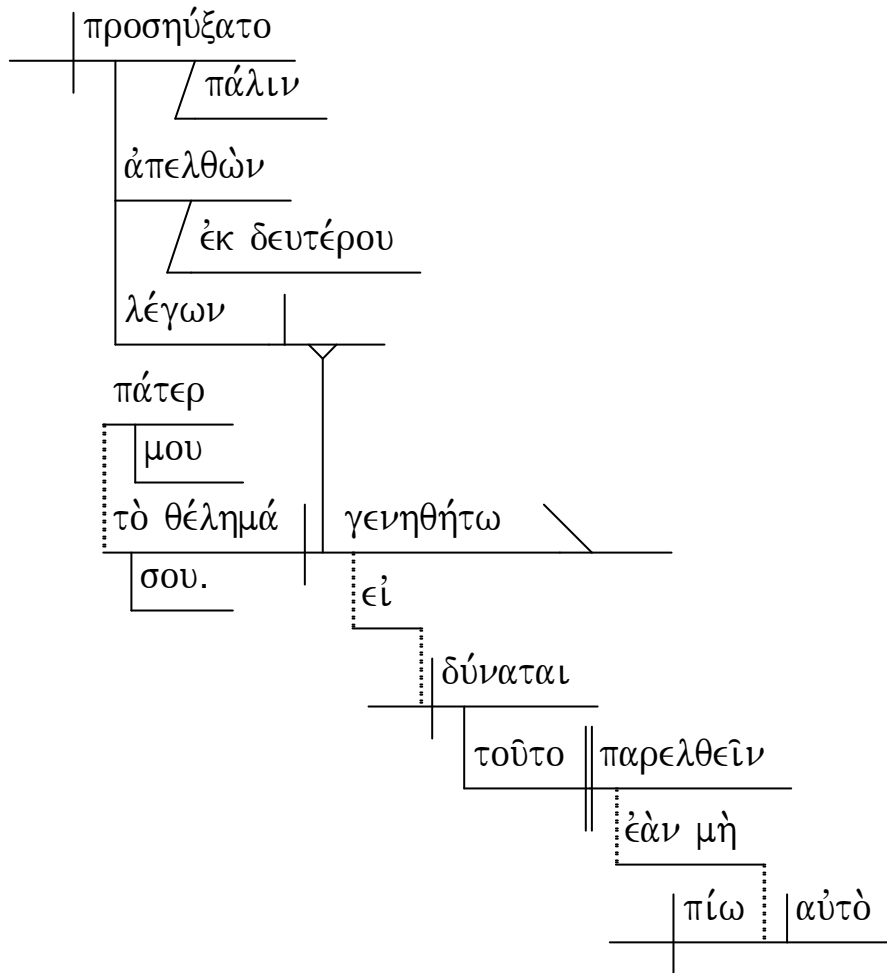 προσηύξατο
πάλιν
ἀπελθὼν
ἐκ δευτέρου
λέγων
πάτερ
μου
τὸ θέλημά γενηθήτω
σου.
εἰ
δύναται
τοῦτο παρελθεῖν
ἐὰν μὴ
πίω αὐτὸ